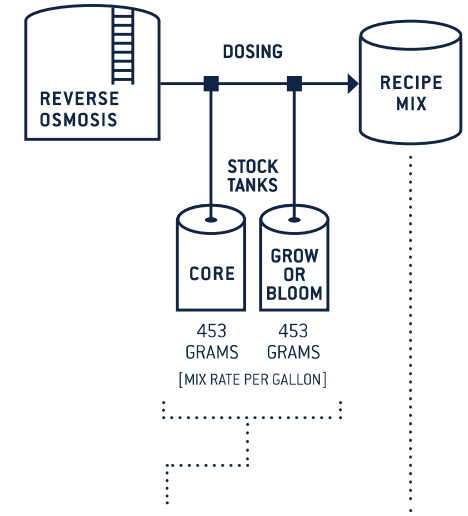 DOSING
REVERSE
OSMOSIS
RECIPE
MIX
STOCK
TANKS
CORE
GROW
OR
BLOOM
453
GRAMS
453
GRAMS
[MIX RATE PER GALLON]